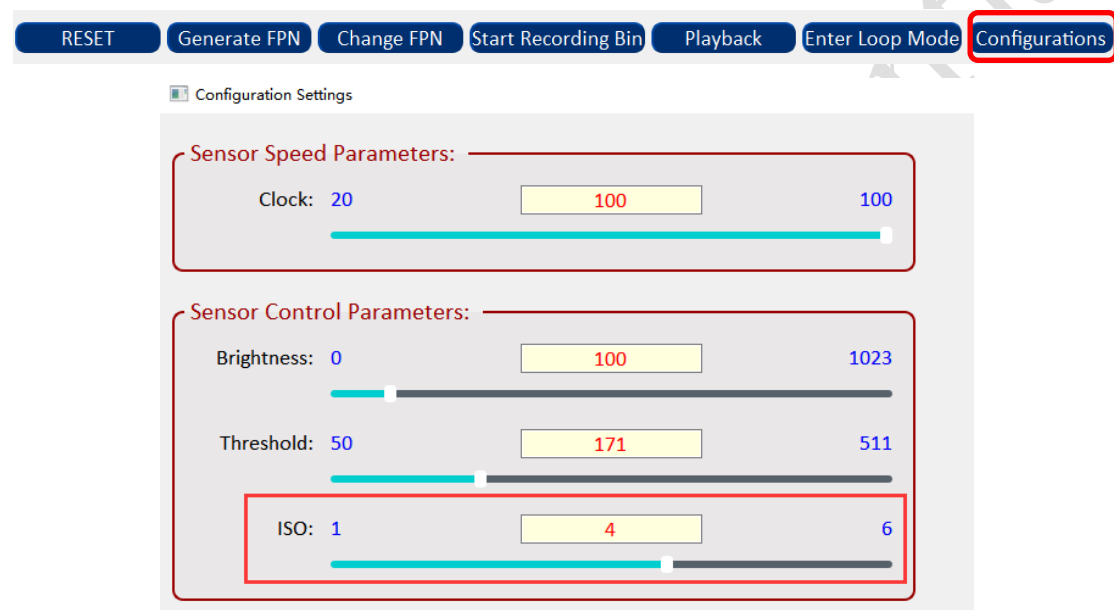 RESET Generate FPN Change FPN Start Recording Bin Playback Enter Loop Mode Configurations
Configuration Settings
Sensor Speed Parameters:
Clock: 20 100 100
Sensor Control Parameters:
Brightness: 0 100 1023
Threshold: 50 171 511
ISO: 1 4 6